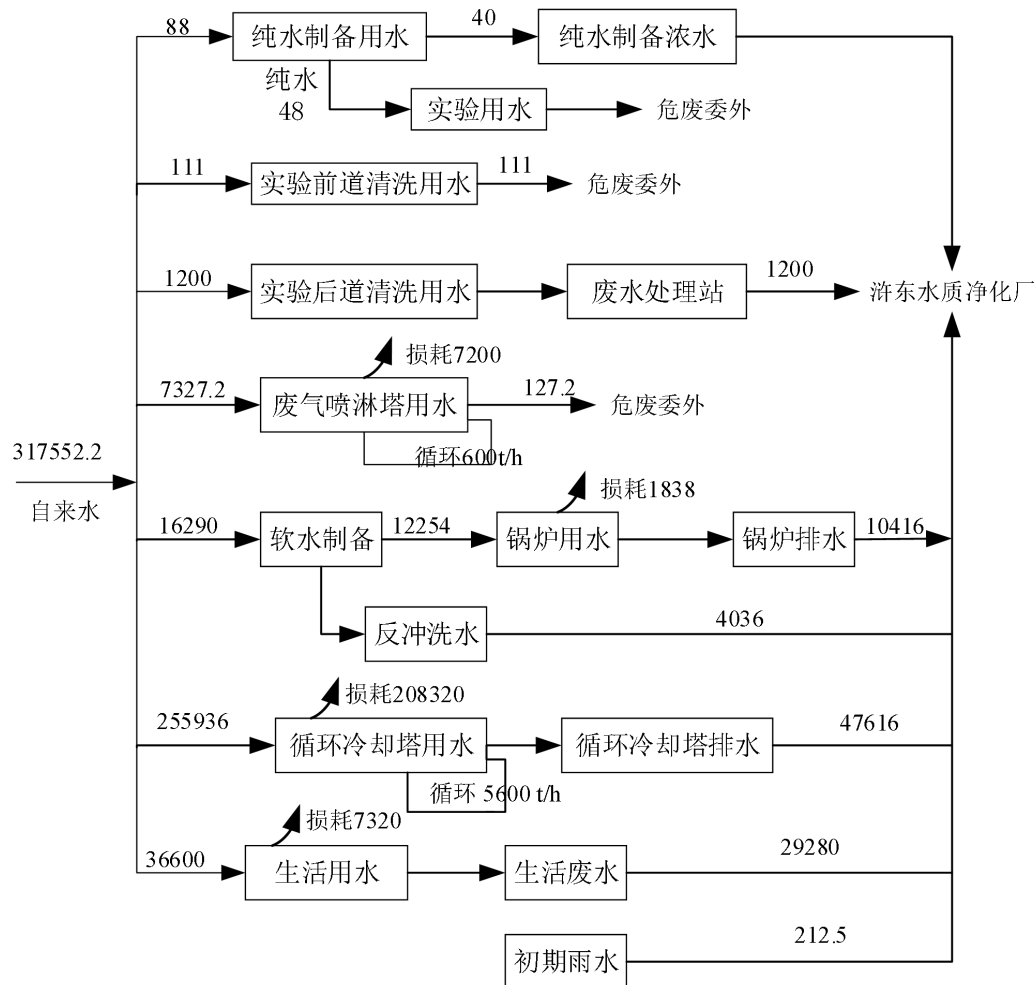 88
纯水制备用水
40
纯水制备浓水
纯水
48
实验用水
危废委外
111
实验前道清洗用水
111
危废委外
1200
实验后道清洗用水
废水处理站
1200
浒东水质净化厂
损耗7200
7327.2
废气喷淋塔用水
127.2
危废委外
循环600t/h
317552.2
自来水
损耗1838
16290
软水制备
12254
锅炉用水
锅炉排水
10416
反冲洗水
4036
损耗208320
255936
循环冷却塔用水
循环冷却塔排水
47616
循环 5600 t/h
损耗7320
36600
生活用水
生活废水
29280
初期雨水
212.5